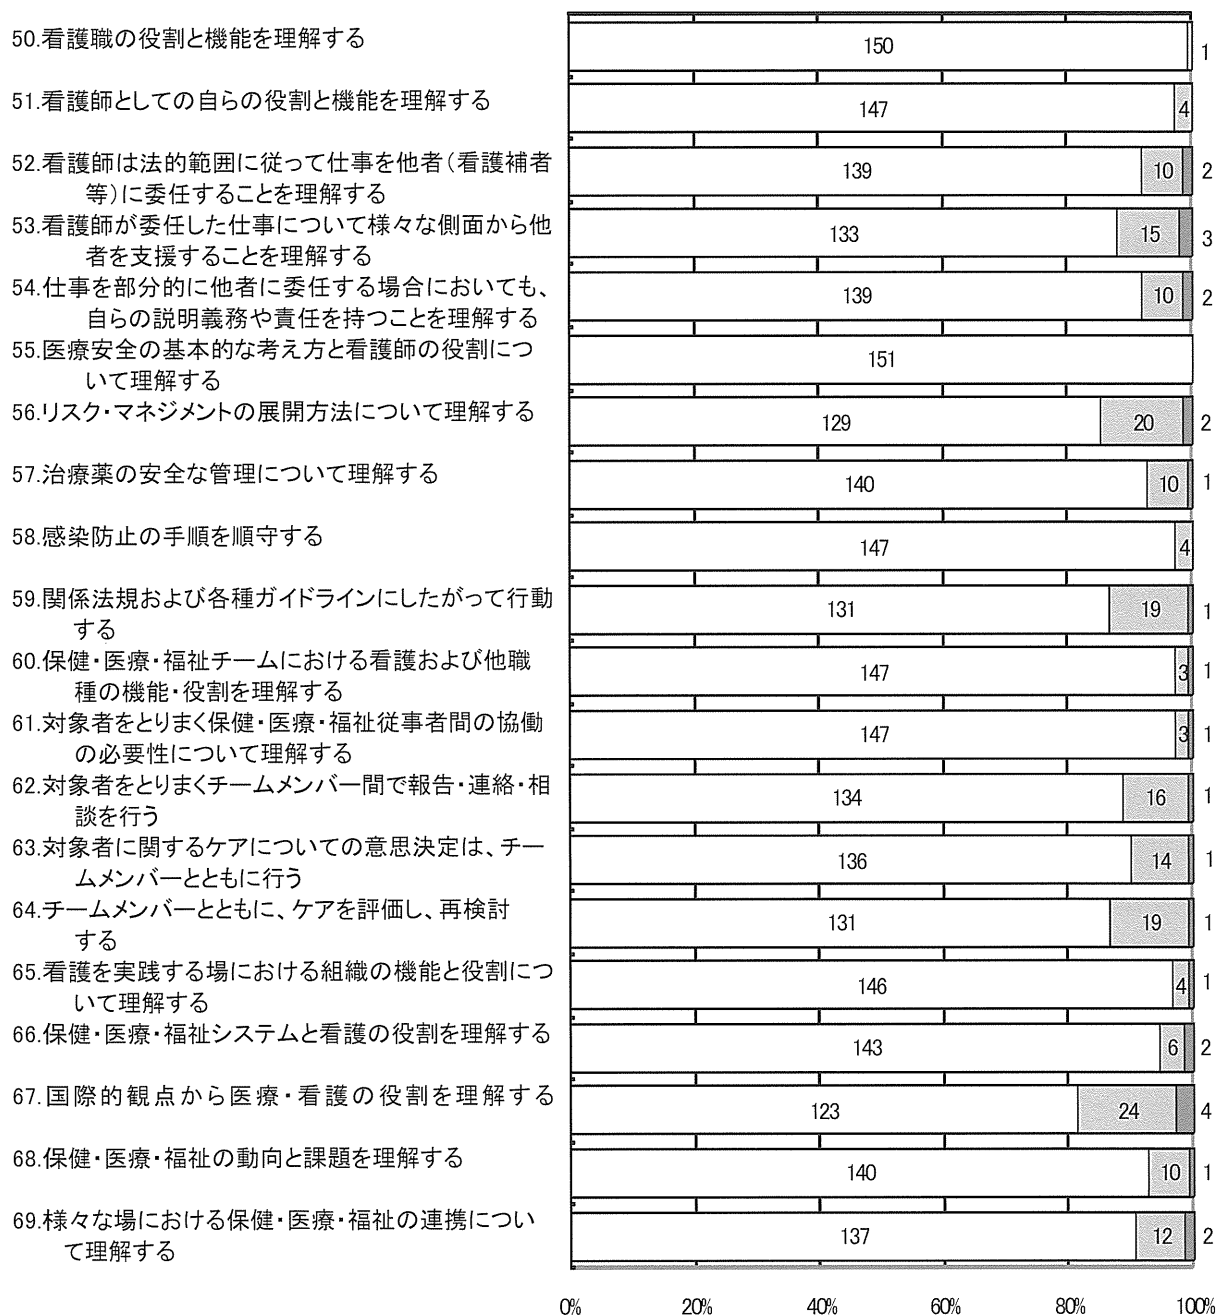 50.看護職の役割と機能を理解する
150
1
51.看護師としての自らの役割と機能を理解する
147
4
52.看護師は法的範囲に従って仕事を他者(看護補者
等)に委任することを理解する
139
10
2
53.看護師が委任した仕事について様々な側面から他
者を支援することを理解する
133
15
3
54.仕事を部分的に他者に委任する場合においても、
自らの説明義務や責任を持つことを理解する
139
10
2
55.医療安全の基本的な考え方と看護師の役割につ
いて理解する
151
56.リスク・マネジメントの展開方法について理解する
129
20
2
57.治療薬の安全な管理について理解する
140
10
1
58.感染防止の手順を順守する
147
4
59.関係法規および各種ガイドラインにしたがって行動
する
131
19
1
60.保健・医療・福祉チームにおける看護および他職
種の機能・役割を理解する
147
3
1
61.対象者をとりまく保健・医療・福祉従事者間の協働
の必要性について理解する
147
3
1
62.対象者をとりまくチームメンバー間で報告・連絡・相
談を行う
134
16
1
63.対象者に関するケアについての意思決定は、チー
ムメンバーとともに行う
136
14
1
64.チームメンバーとともに、ケアを評価し、再検討
する
131
19
1
65.看護を実践する場における組織の機能と役割につ
いて理解する
146
4
1
66.保健・医療・福祉システムと看護の役割を理解する
143
6
2
67.国際的観点から医療・看護の役割を理解する
123
24
4
68.保健・医療・福祉の動向と課題を理解する
140
10
1
69.様々な場における保健・医療・福祉の連携につい
て理解する
137
12
2
0% 20% 40% 60% 80% 100%